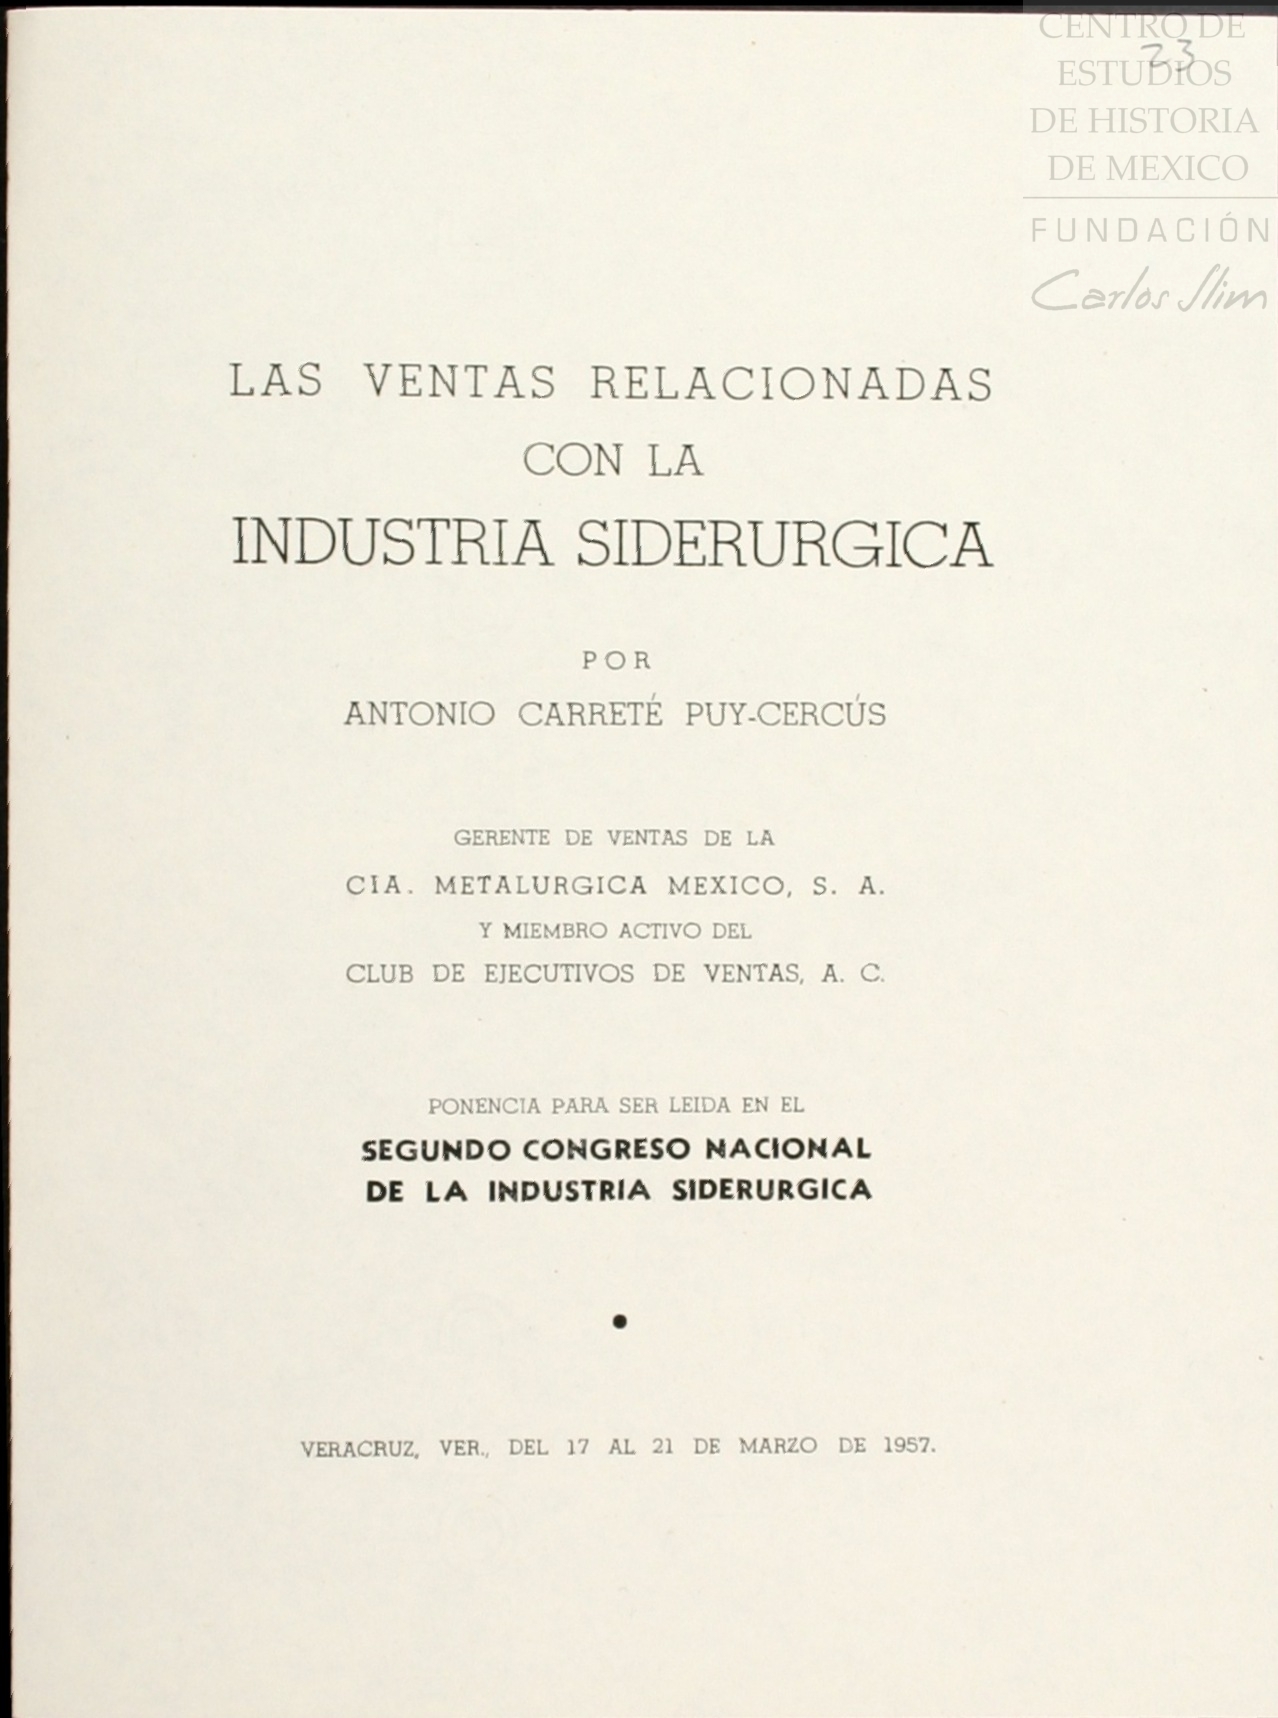 CENTRO DE
23
ESTUDIOS
DE HISTORIA
DE MEXICO
FUNDACIÓN
Carlos Slim
LAS VENTAS RELACIONADAS
CON LA
INDUSTRIA SIDERURGICA
POR
ANTONIO CARRETÉ PUY-CERCÚS
GERENTE DE VENTAS DE LA
CIA. METALURGICA MEXICO, S. A.
Y MIEMBRO ACTIVO DEL
CLUB DE EJECUTIVOS DE VENTAS, A. C.
PONENCIA PARA SER LEIDA EN EL
SEGUNDO CONGRESO NACIONAL
DE LA INDUSTRIA SIDERURGICA
•
VERACRUZ, VER., DEL 17 AL 21 DE MARZO DE 1957.